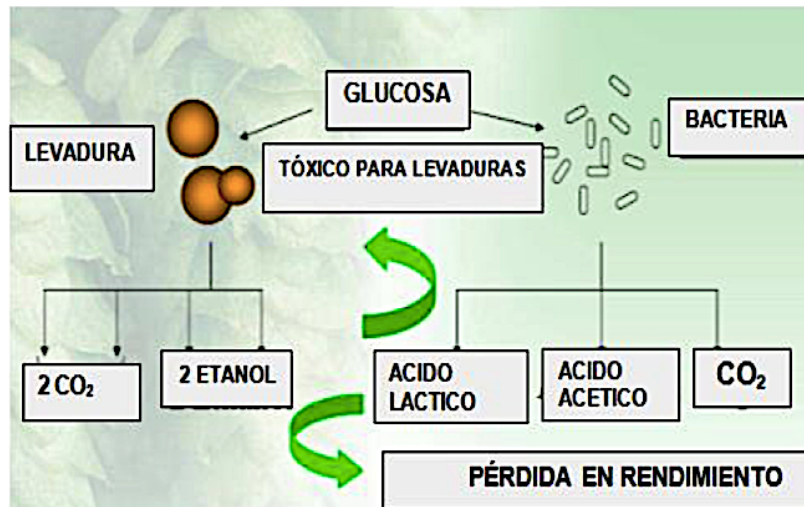 GLUCOSA
LEVADURA
BACTERIA
TÓXICO PARA LEVADURAS
2 CO₂
2 ETANOL
ACIDO
LACTICO
ACIDO
ACETICO
CO₂
PÉRDIDA EN RENDIMIENTO